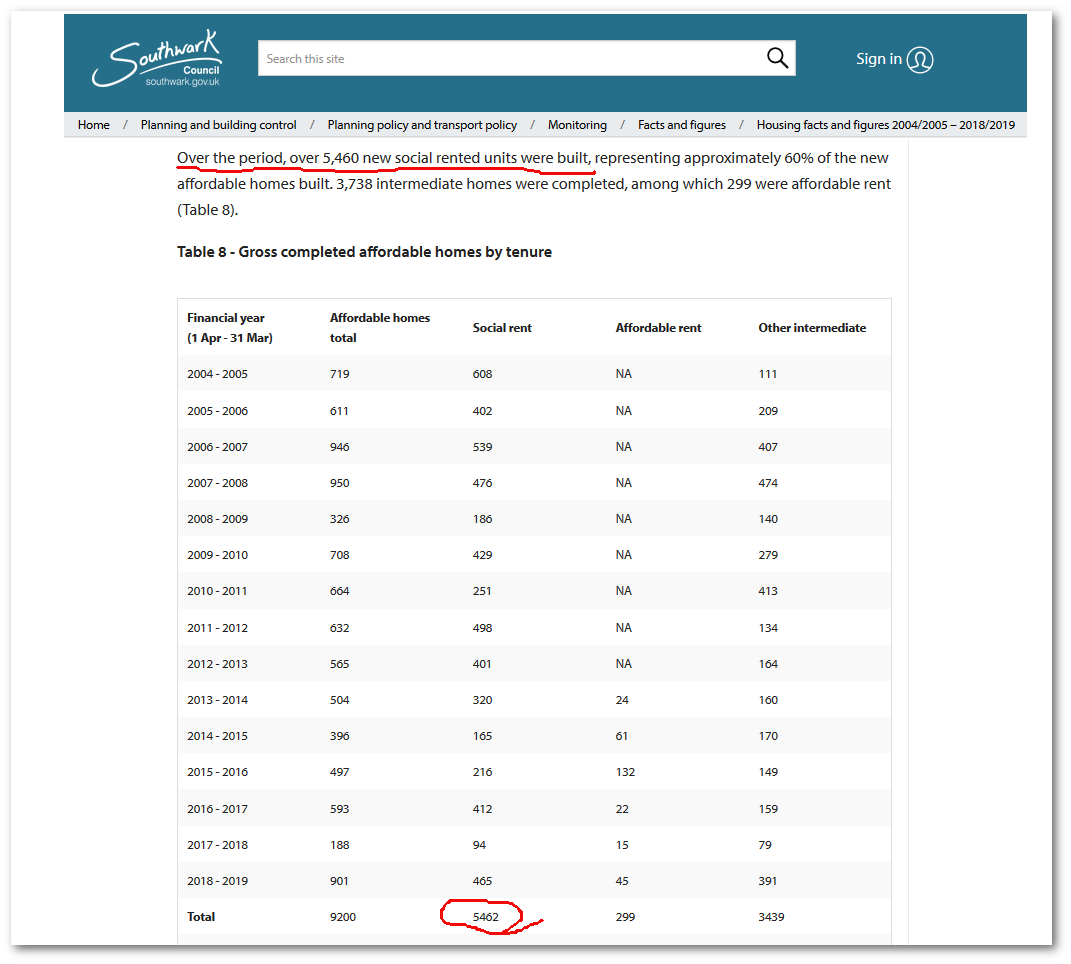 Southwark
Council
southwark.gov.uk
Search this site
Sign in
Home / Planning and building control / Planning policy and transport policy / Monitoring / Facts and figures / Housing facts and figures 2004/2005 – 2018/2019
Over the period, over 5,460 new social rented units were built, representing approximately 60% of the new
affordable homes built. 3,738 intermediate homes were completed, among which 299 were affordable rent
(Table 8).
Table 8 - Gross completed affordable homes by tenure
Financial year (1 Apr - 31 Mar) Affordable homes total Social rent Affordable rent Other intermediate
2004 - 2005 719 608 NA 111
2005 - 2006 611 402 NA 209
2006 - 2007 946 539 NA 407
2007 - 2008 950 476 NA 474
2008 - 2009 326 186 NA 140
2009 - 2010 708 429 NA 279
2010 - 2011 664 251 NA 413
2011 - 2012 632 498 NA 134
2012 - 2013 565 401 NA 164
2013 - 2014 504 320 24 160
2014 - 2015 396 165 61 170
2015 - 2016 497 216 132 149
2016 - 2017 593 412 22 159
2017 - 2018 188 94 15 79
2018 - 2019 901 465 45 391
Total 9200 5462 299 3439